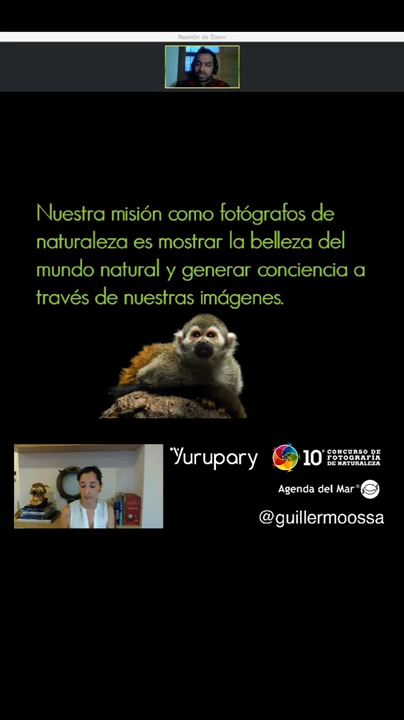 Reunión de Zoom
Nuestra misión como fotógrafos de
naturaleza es mostrar la belleza del
mundo natural y generar conciencia a
través de nuestras imágenes.
Yurupary
10° CONCURSO DE
FOTOGRAFÍA
DE NATURALEZA
Agenda del Mar
@guillermoossa